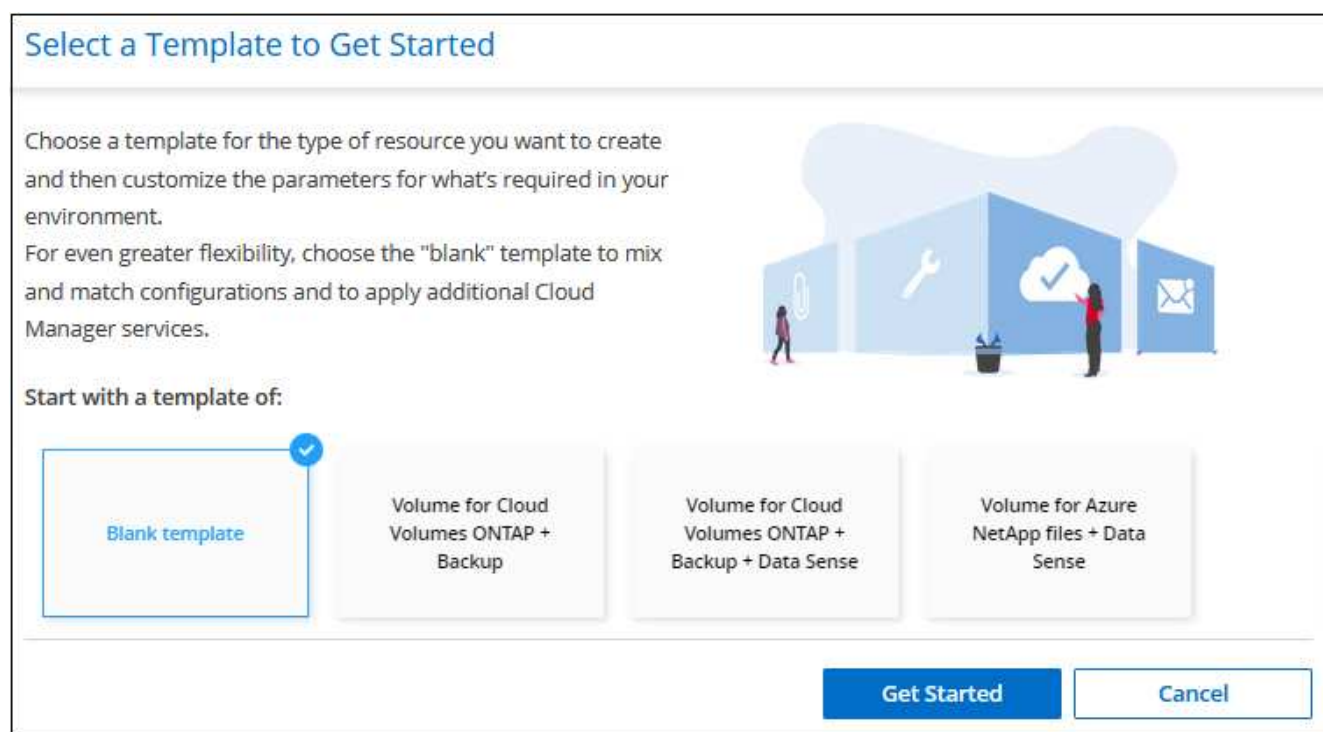 Select a Template to Get Started
Choose a template for the type of resource you want to create
and then customize the parameters for what's required in your
environment.
For even greater flexibility, choose the "blank" template to mix
and match configurations and to apply additional Cloud
Manager services.
Start with a template of:
Blank template
Volume for Cloud
Volumes ONTAP +
Backup
Volume for Cloud
Volumes ONTAP +
Backup + Data Sense
Volume for Azure
NetApp files + Data
Sense
Get Started
Cancel